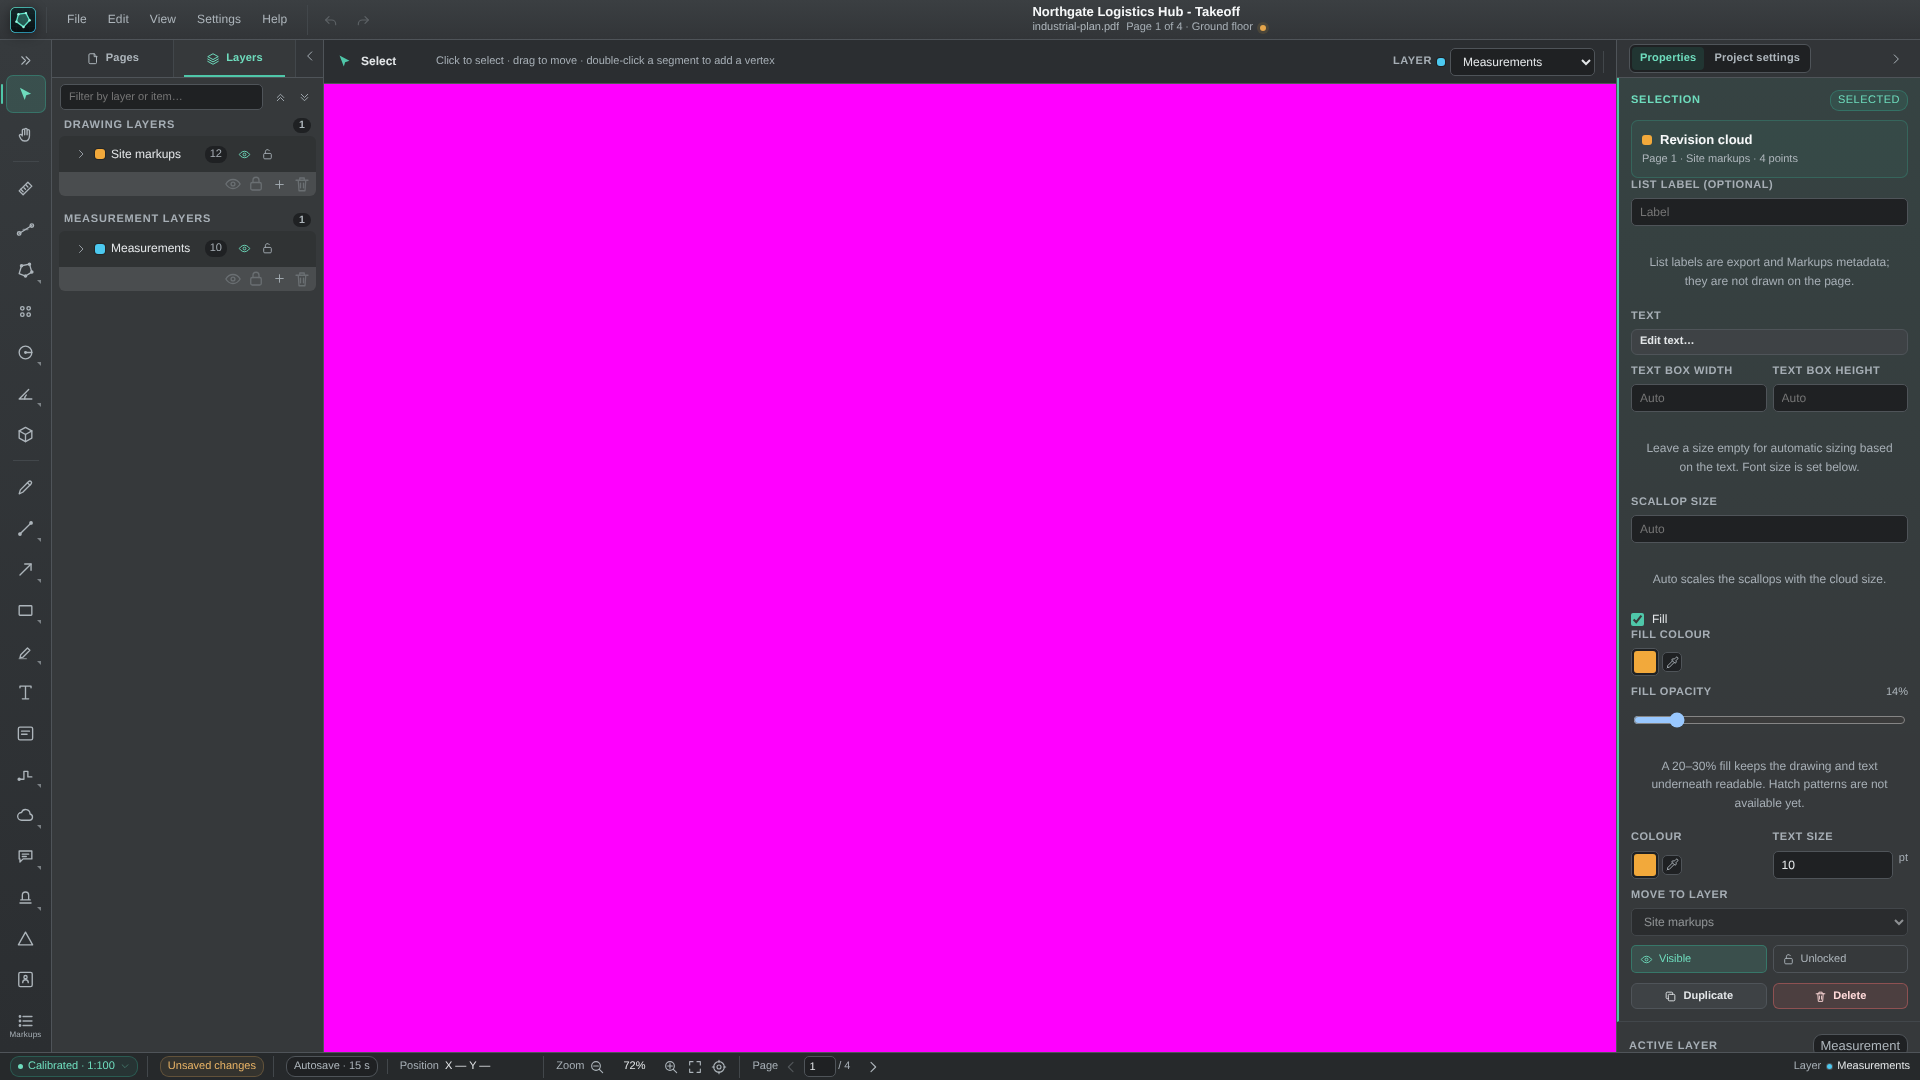 File Edit View Settings Help
Northgate Logistics Hub - Takeoff
industrial-plan.pdf Page 1 of 4 · Ground floor
Pages Layers
Select Click to select · drag to move · double-click a segment to add a vertex
LAYER Measurements
Properties Project settings
Filter by layer or item…
DRAWING LAYERS 1
Site markups 12
MEASUREMENT LAYERS 1
Measurements 10
Markups
SELECTION SELECTED
Revision cloud
Page 1 · Site markups · 4 points
LIST LABEL (OPTIONAL)
Label
List labels are export and Markups metadata;
they are not drawn on the page.
TEXT
Edit text…
TEXT BOX WIDTH TEXT BOX HEIGHT
Auto Auto
Leave a size empty for automatic sizing based
on the text. Font size is set below.
SCALLOP SIZE
Auto
Auto scales the scallops with the cloud size.
Fill
FILL COLOUR
FILL OPACITY 14%
A 20–30% fill keeps the drawing and text
underneath readable. Hatch patterns are not
available yet.
COLOUR TEXT SIZE
10 pt
MOVE TO LAYER
Site markups
Visible Unlocked
Duplicate Delete
ACTIVE LAYER Measurement
Calibrated · 1:100 Unsaved changes Autosave · 15 s Position X — Y — Zoom 72% Page 1 / 4 Layer Measurements